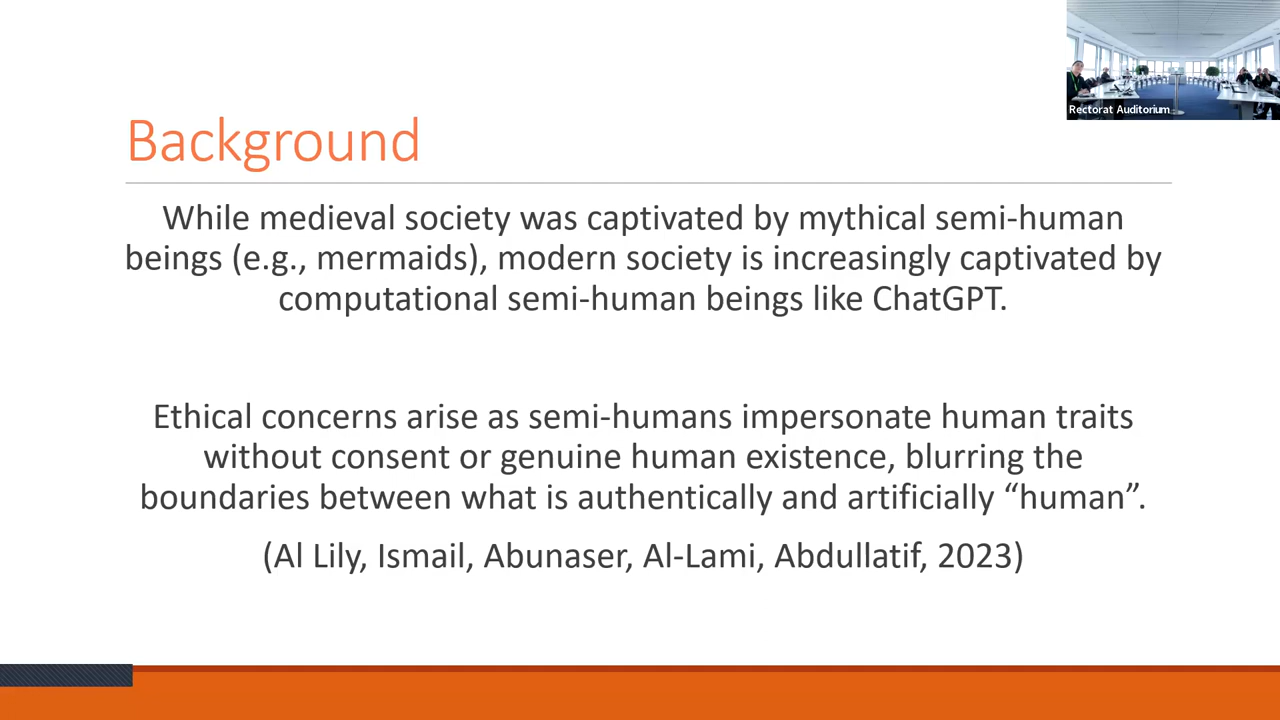 Rectorat Auditorium
Background
While medieval society was captivated by mythical semi-human
beings (e.g., mermaids), modern society is increasingly captivated by
computational semi-human beings like ChatGPT.
Ethical concerns arise as semi-humans impersonate human traits
without consent or genuine human existence, blurring the
boundaries between what is authentically and artificially “human”.
(Al Lily, Ismail, Abunaser, Al-Lami, Abdullatif, 2023)